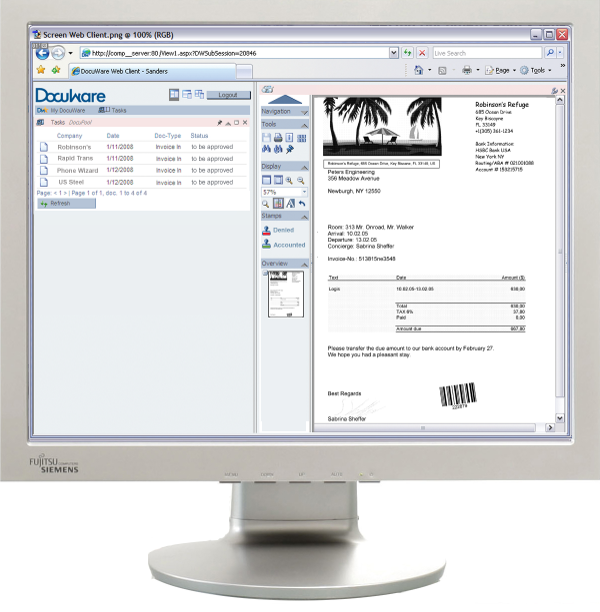 Screen Web Client.png @ 100% (RGB)
http://comp__server:80/View1.aspx?DWSubSession=20846
Live Search
DocuWare Web Client - Sanders
Page
Tools
DocuWare
Logout
My DocuWare
Tasks
Tasks DocuPool
Company Date Doc-Type Status
Robinson's 1/11/2008 Invoice In to be approved
Rapid Trans 1/11/2008 Invoice In to be approved
Phone Wizard 1/12/2008 Invoice In to be approved
US Steel 1/12/2008 Invoice In to be approved
Page: < 1 > | Page 1 of 1, doc. 1 to 4 of 4
Refresh
Navigation
Tools
Display
57%
Stamps
Denied
Accounted
Overview
Robinson's Refuge
685 Ocean Drive
Key Biscayne
FL 33149
+1(305) 361-1234
Bank Information
HSBC Bank USA
New York NY
Routing/ABA # 021001088
Account # 159215715
Robinson's Refuge, 685 Ocean Drive, Key Biscayne, FL 33149, US
Peters Engineering
356 Meadow Avenue
Newburgh, NY 12550
Room: 313 Mr. Onroad, Mr. Walker
Arrival: 10.02.05
Departure: 13.02.05
Concierge: Sabrina Sheffer
Invoice-No.: 513815ne3548
Text Date Amount ($)
Logis 10.02.05-13.02.05 630,00
Total 630,00
TAX 6% 37,80
Paid 0,00
Amount due 667,80
Please transfer the due amount to our bank account by February 27.
We hope you had a pleasant stay.
Best Regards
Sabrina Sheffer
FUJITSU COMPUTERS
SIEMENS